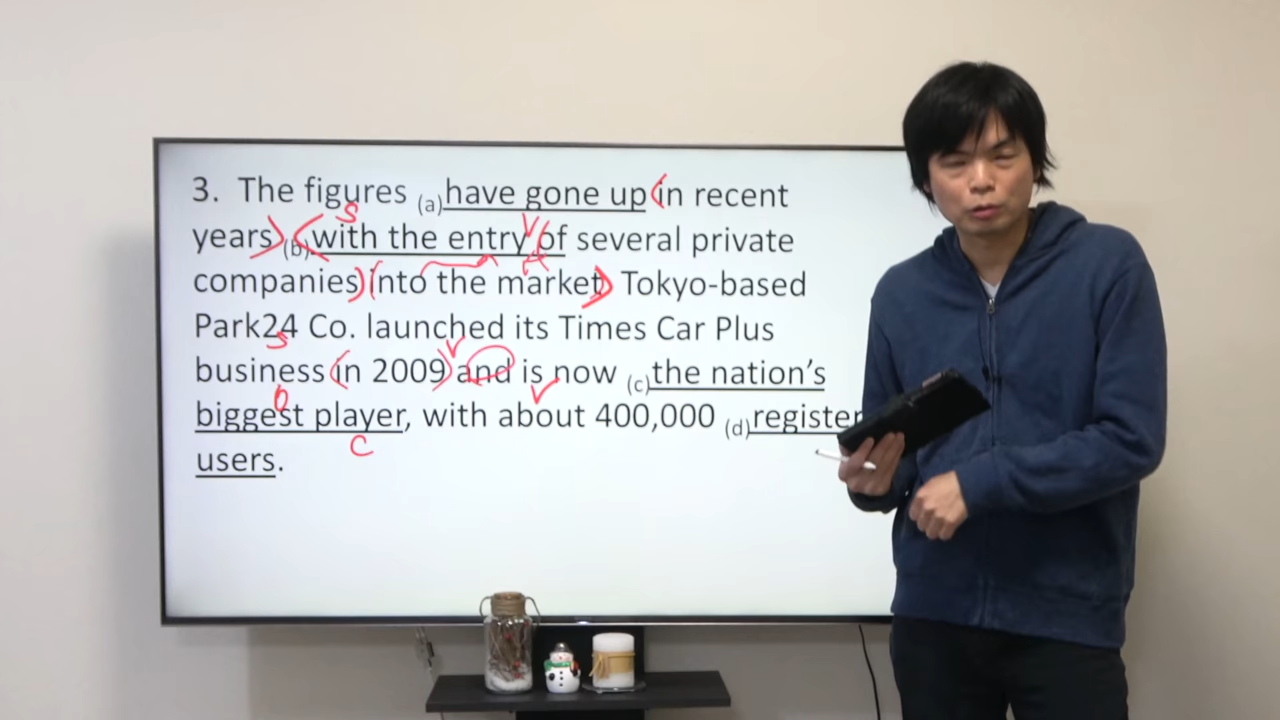 3. The figures (a)have gone up in recent
years (b) with the entry of several private
companies into the market. Tokyo-based
Park24 Co. launched its Times Car Plus
business in 2009 and is now (c)the nation's
biggest player, with about 400,000 (d)register
users.
S
V
S
V
O
V
C